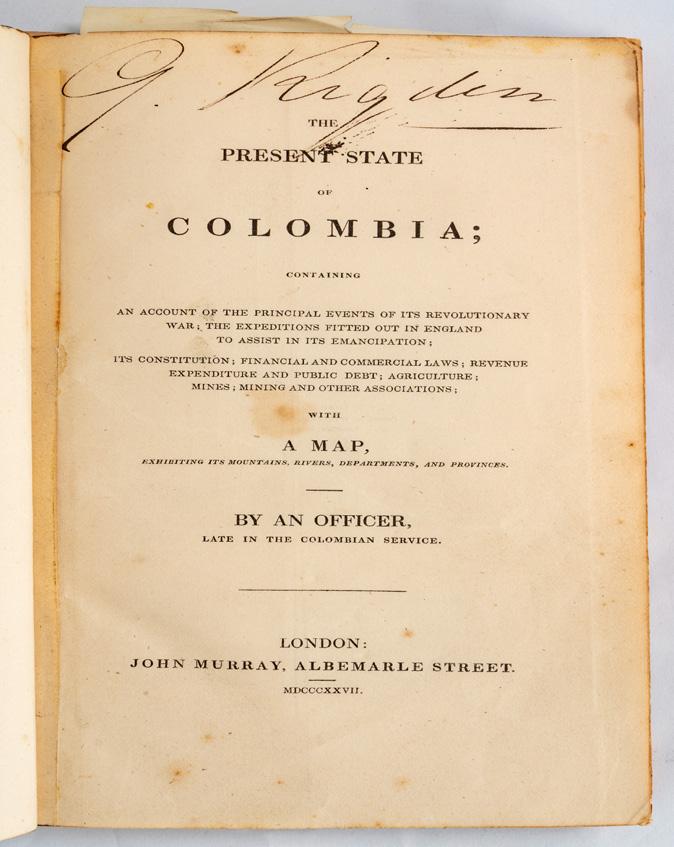 G. Rigden
THE
PRESENT STATE
OF
COLOMBIA;
CONTAINING
AN ACCOUNT OF THE PRINCIPAL EVENTS OF ITS REVOLUTIONARY
WAR; THE EXPEDITIONS FITTED OUT IN ENGLAND
TO ASSIST IN ITS EMANCIPATION;
ITS CONSTITUTION; FINANCIAL AND COMMERCIAL LAWS; REVENUE
EXPENDITURE AND PUBLIC DEBT; AGRICULTURE;
MINES; MINING AND OTHER ASSOCIATIONS;
WITH
A MAP,
EXHIBITING ITS MOUNTAINS, RIVERS, DEPARTMENTS, AND PROVINCES.
BY AN OFFICER,
LATE IN THE COLOMBIAN SERVICE.
LONDON:
JOHN MURRAY, ALBEMARLE STREET.
MDCCCXXVII.